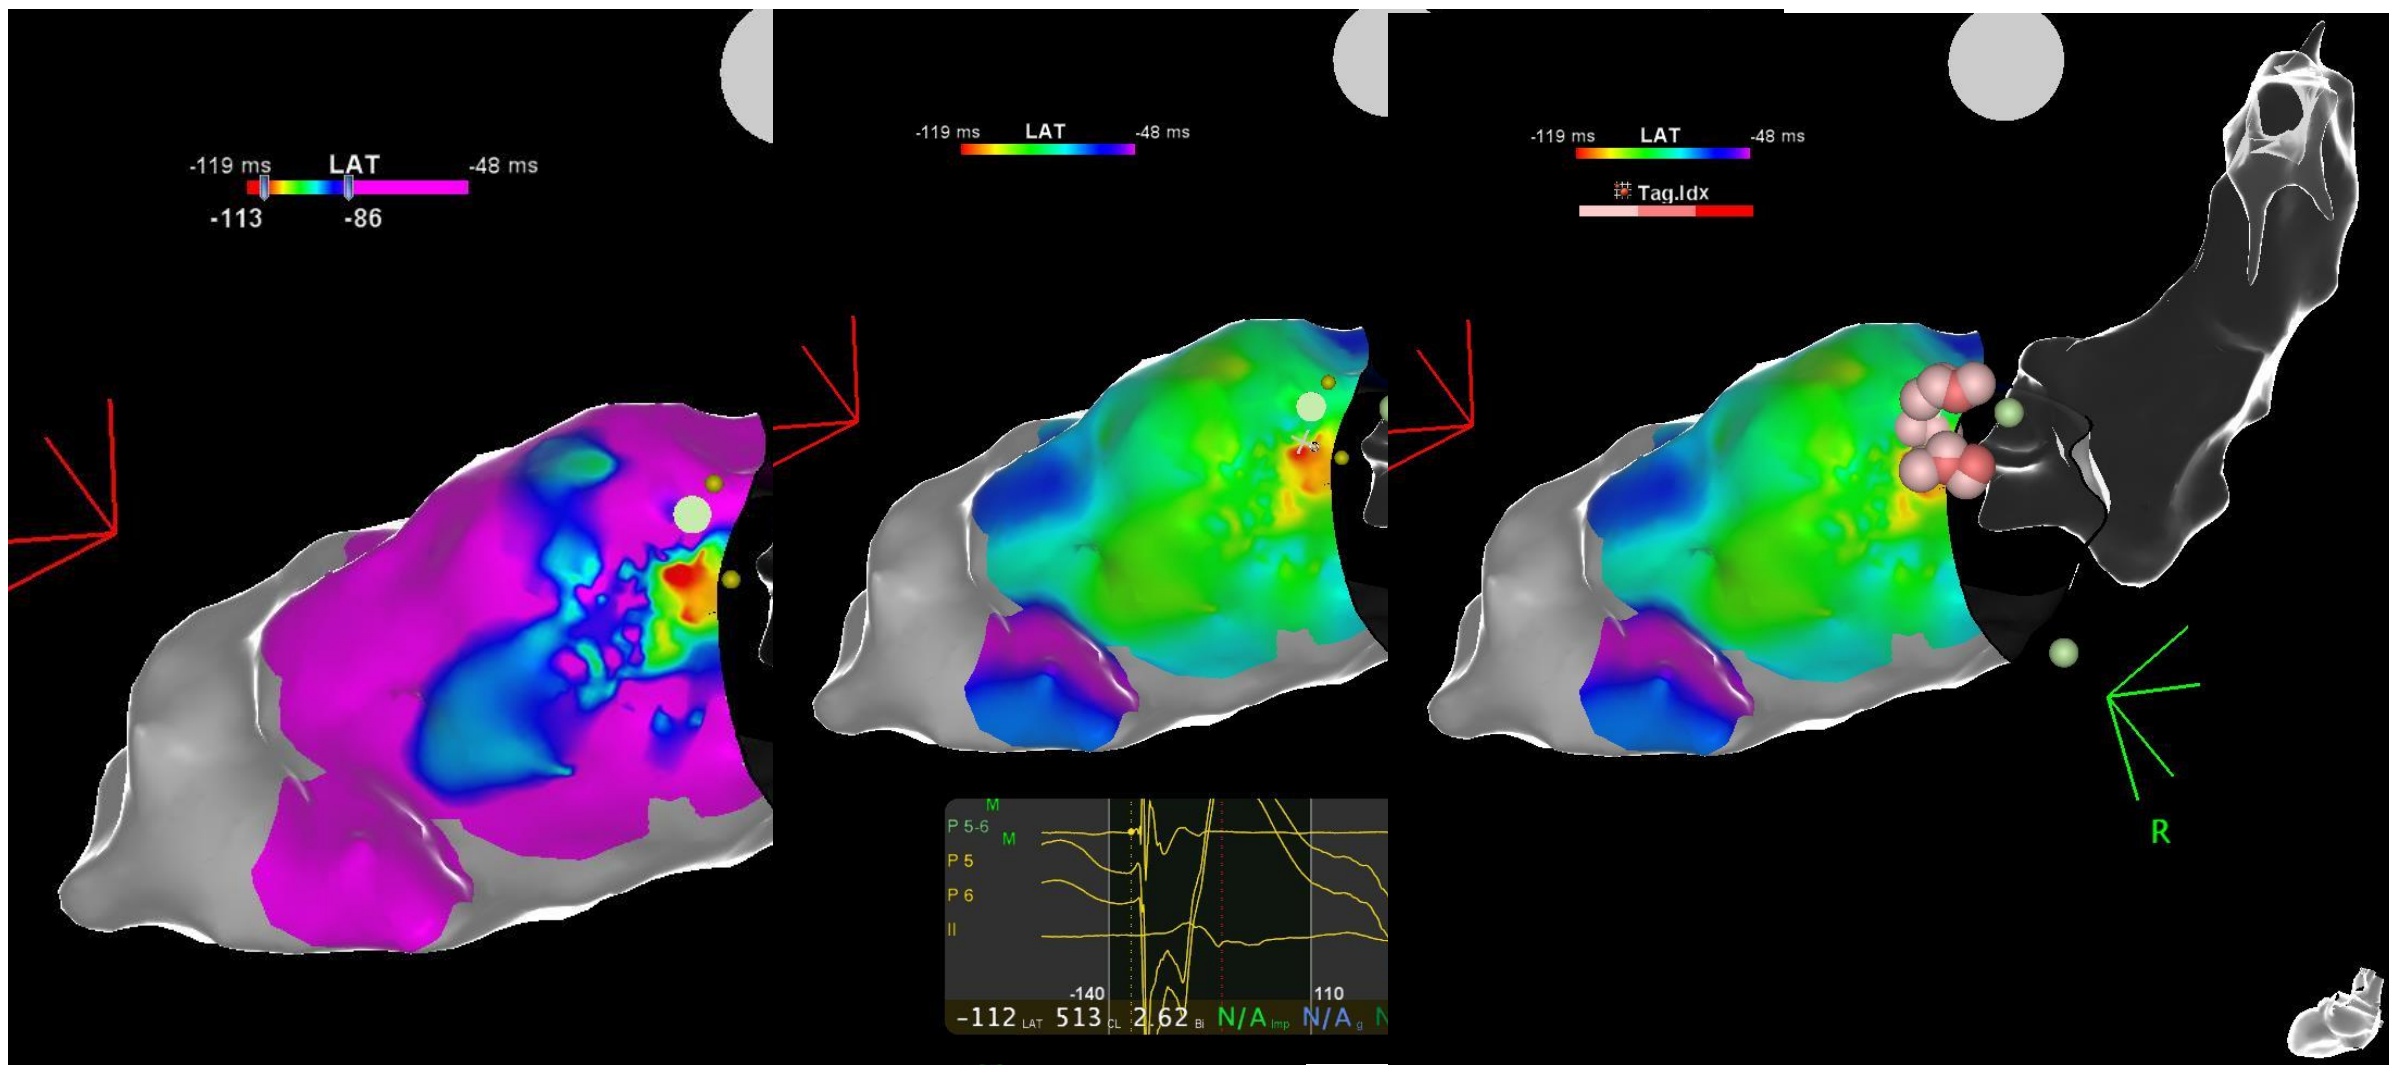 -119 ms LAT -48 ms
-113 -86
-119 ms LAT -48 ms
M
P 5-6 M
P 5
P 6
II
-140 110
-112 LAT 513 CL 2.62 Bi N/A Imp N/A g N
-119 ms LAT -48 ms
Tag.Idx
R